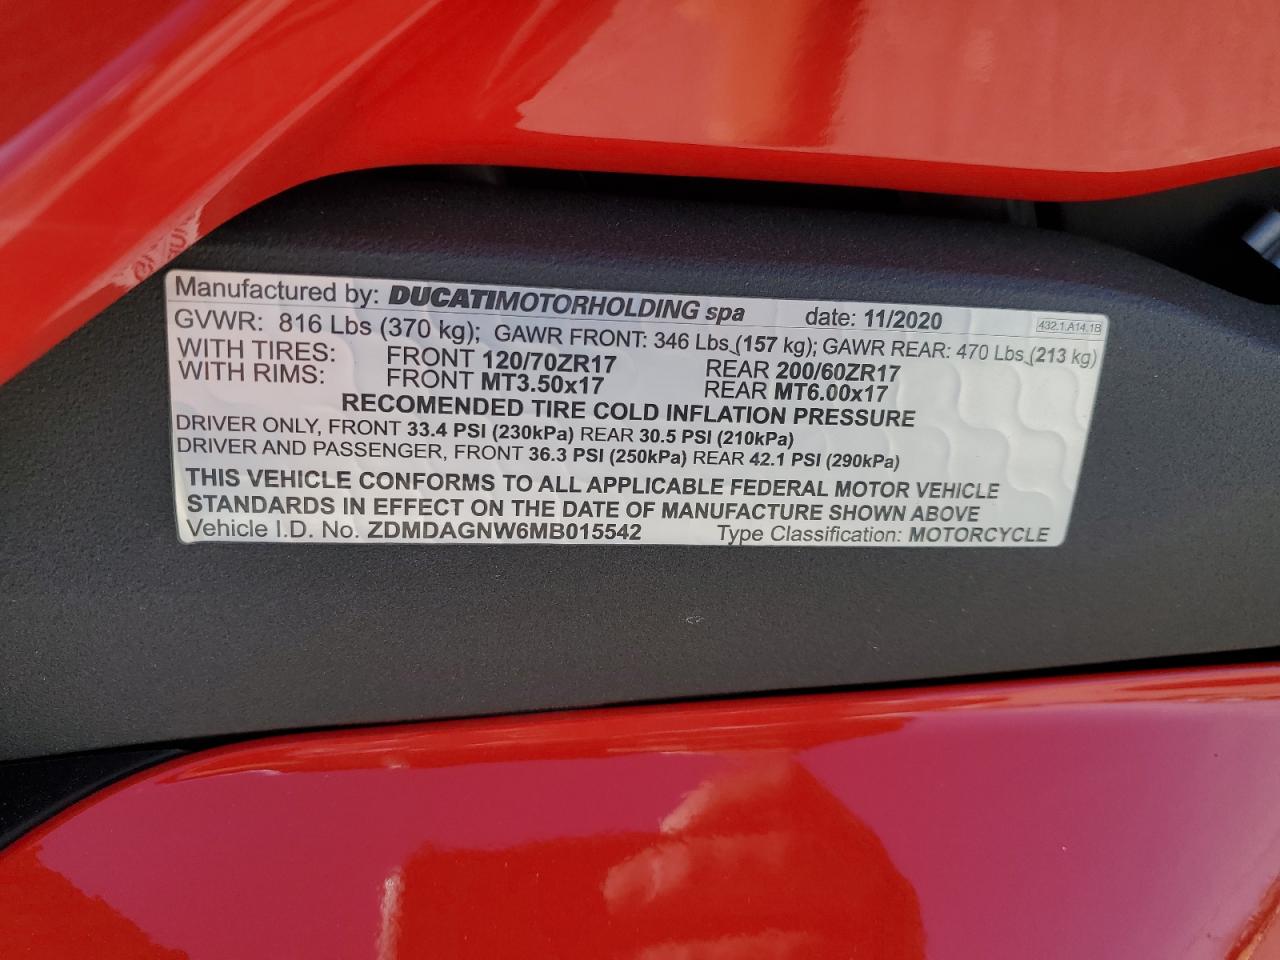 Manufactured by: DUCATIMOTORHOLDING spa date: 11/2020 432.1.A14.1B
GVWR: 816 Lbs (370 kg); GAWR FRONT: 346 Lbs (157 kg); GAWR REAR: 470 Lbs (213 kg)
WITH TIRES: FRONT 120/70ZR17 REAR 200/60ZR17
WITH RIMS: FRONT MT3.50x17 REAR MT6.00x17
RECOMENDED TIRE COLD INFLATION PRESSURE
DRIVER ONLY, FRONT 33.4 PSI (230kPa) REAR 30.5 PSI (210kPa)
DRIVER AND PASSENGER, FRONT 36.3 PSI (250kPa) REAR 42.1 PSI (290kPa)
THIS VEHICLE CONFORMS TO ALL APPLICABLE FEDERAL MOTOR VEHICLE
STANDARDS IN EFFECT ON THE DATE OF MANUFACTURE SHOWN ABOVE
Vehicle I.D. No. ZDMDAGNW6MB015542 Type Classification: MOTORCYCLE